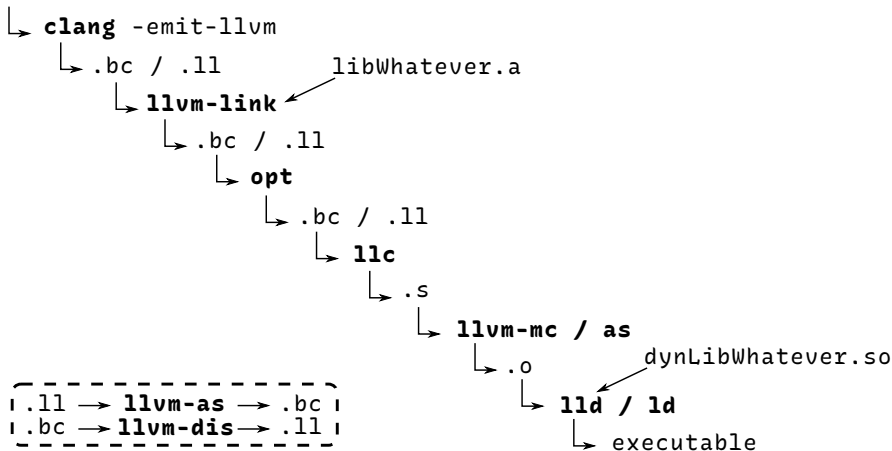 clang -emit-llvm
.bc / .ll libWhatever.a
llvm-link
.bc / .ll
opt
.bc / .ll
llc
.s
llvm-mc / as
.o dynLibWhatever.so
.ll llvm-as .bc lld / ld
.bc llvm-dis .ll
executable